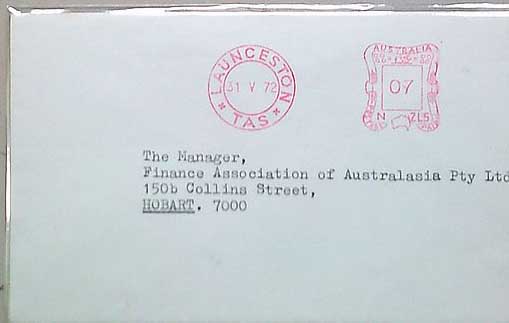 LAUNCESTON
31 V 72
* TAS *
AUSTRALIA
07
N ZL5
The Manager,
Finance Association of Australasia Pty Ltd
150b Collins Street,
HOBART. 7000